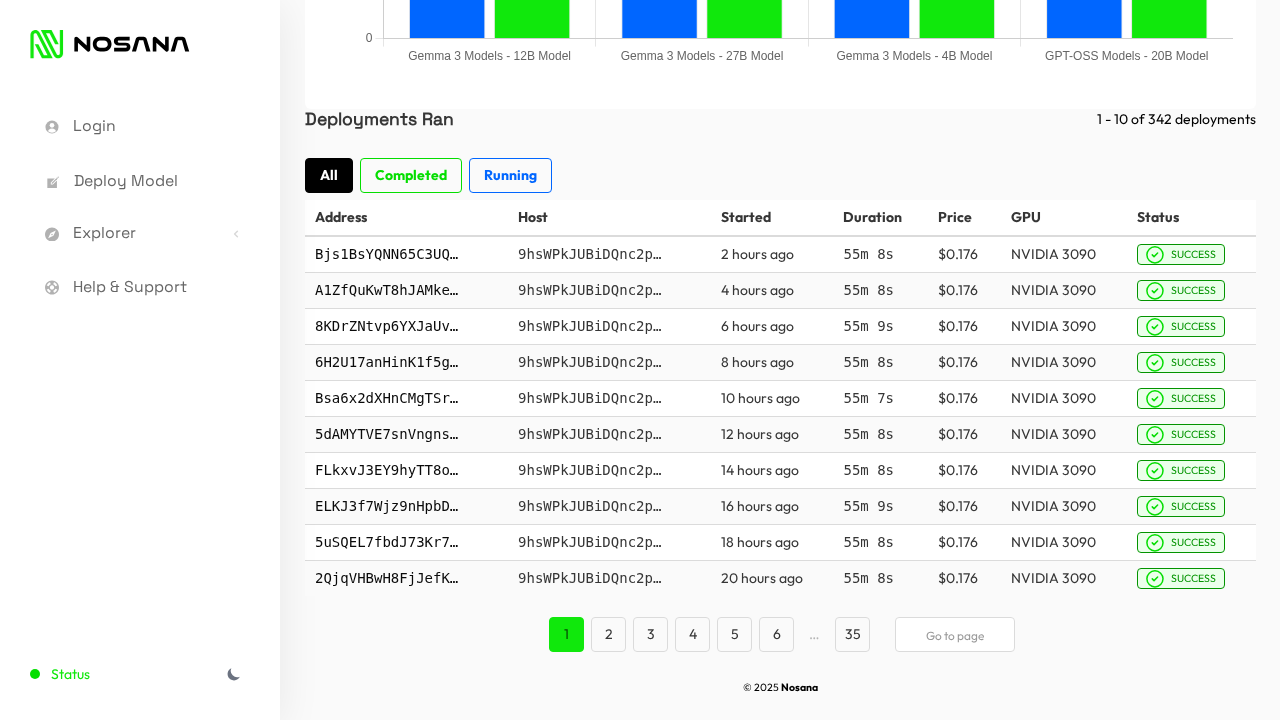 NOSANA
Login
Deploy Model
Explorer
Help & Support
Status
0
Gemma 3 Models - 12B Model Gemma 3 Models - 27B Model Gemma 3 Models - 4B Model GPT-OSS Models - 20B Model
Deployments Ran 1 - 10 of 342 deployments
All Completed Running
Address Host Started Duration Price GPU Status
Bjs1BsYQNN65C3UQ… 9hsWPkJUBiDQnc2p… 2 hours ago 55m 8s $0.176 NVIDIA 3090 SUCCESS
A1ZfQuKwT8hJAMke… 9hsWPkJUBiDQnc2p… 4 hours ago 55m 8s $0.176 NVIDIA 3090 SUCCESS
8KDrZNtvp6YXJaUv… 9hsWPkJUBiDQnc2p… 6 hours ago 55m 9s $0.176 NVIDIA 3090 SUCCESS
6H2U17anHinK1f5g… 9hsWPkJUBiDQnc2p… 8 hours ago 55m 8s $0.176 NVIDIA 3090 SUCCESS
Bsa6x2dXHnCMgTSr… 9hsWPkJUBiDQnc2p… 10 hours ago 55m 7s $0.176 NVIDIA 3090 SUCCESS
5dAMYTVE7snVngns… 9hsWPkJUBiDQnc2p… 12 hours ago 55m 8s $0.176 NVIDIA 3090 SUCCESS
FLkxvJ3EY9hyTT8o… 9hsWPkJUBiDQnc2p… 14 hours ago 55m 8s $0.176 NVIDIA 3090 SUCCESS
ELKJ3f7Wjz9nHpbD… 9hsWPkJUBiDQnc2p… 16 hours ago 55m 9s $0.176 NVIDIA 3090 SUCCESS
5uSQEL7fbdJ73Kr7… 9hsWPkJUBiDQnc2p… 18 hours ago 55m 8s $0.176 NVIDIA 3090 SUCCESS
2QjqVHBwH8FjJefK… 9hsWPkJUBiDQnc2p… 20 hours ago 55m 8s $0.176 NVIDIA 3090 SUCCESS
1 2 3 4 5 6 ... 35 Go to page
© 2025 Nosana